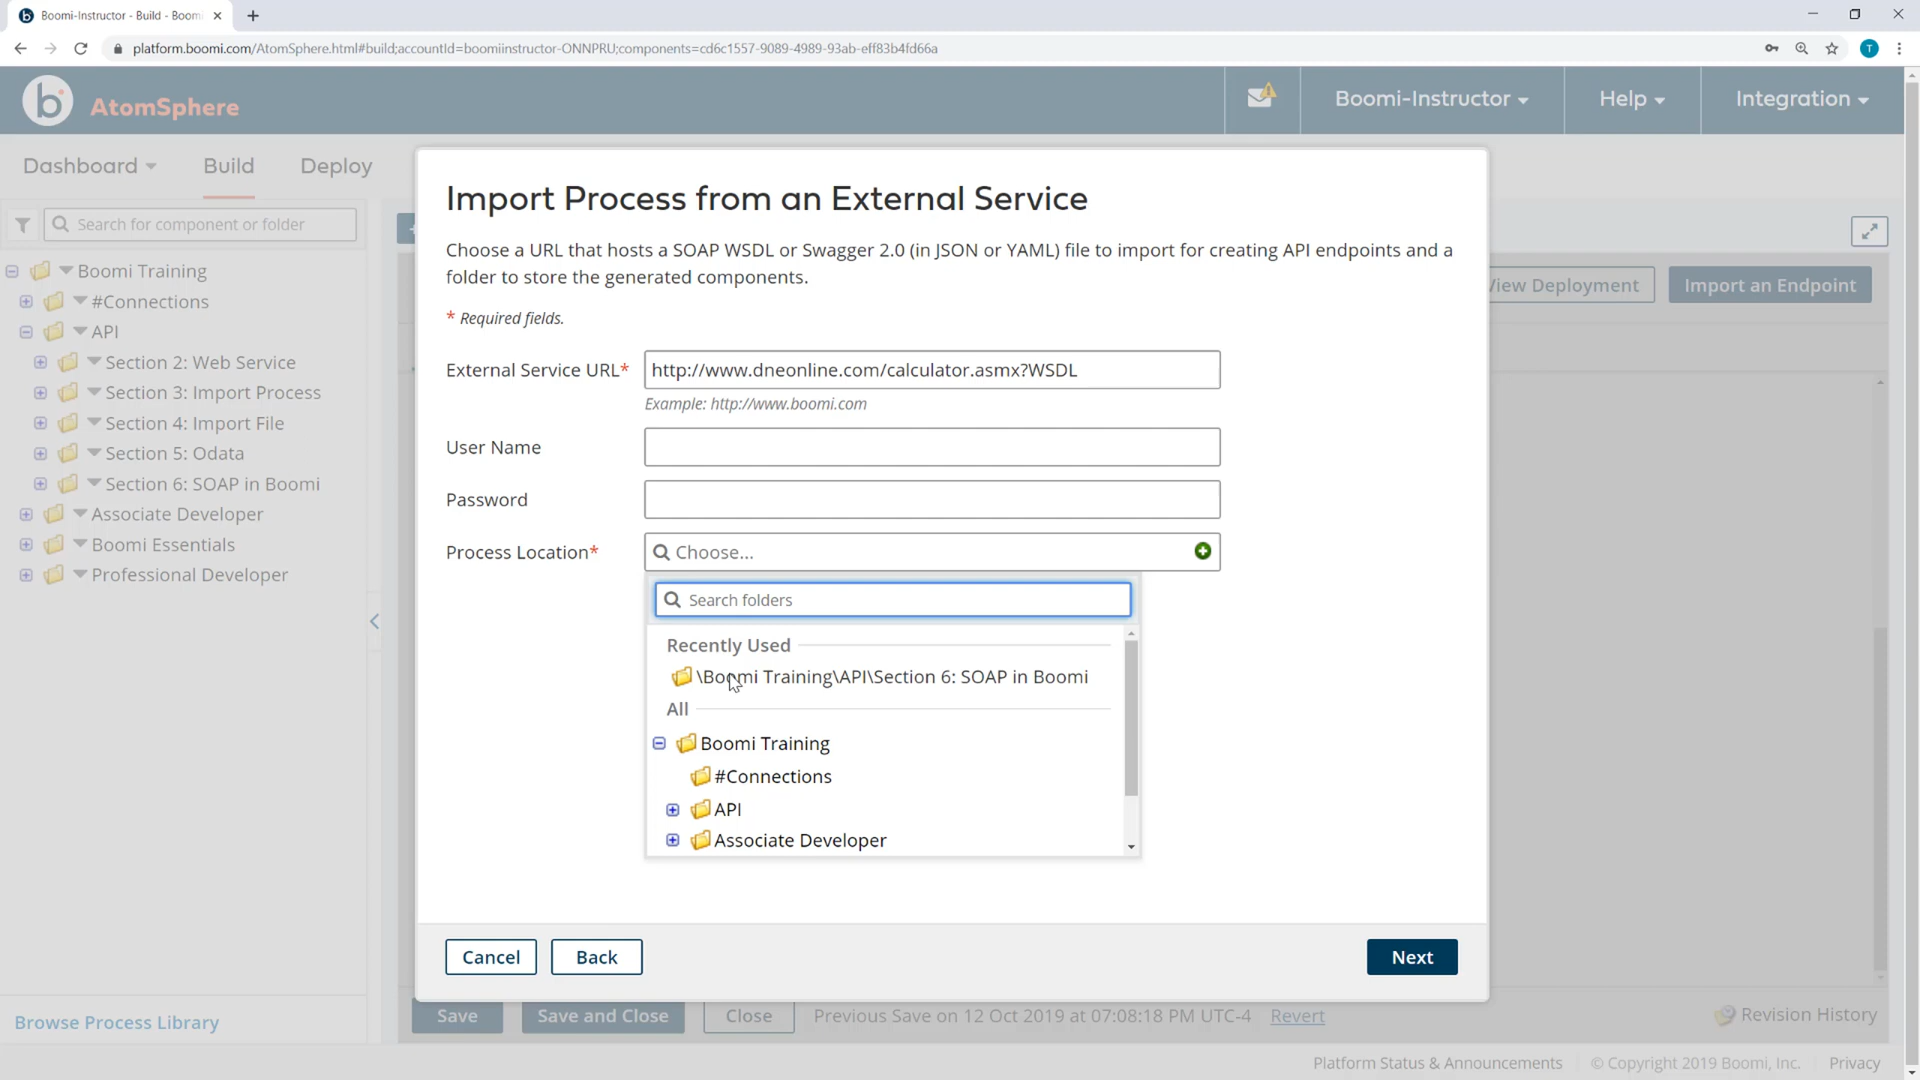 Boomi-Instructor - Build - Boomi
platform.boomi.com/AtomSphere.html#build;accountId=boomiinstructor-ONNPRU;components=cd6c1557-9089-4989-93ab-eff83b4fd66a
T
b AtomSphere
Boomi-Instructor
Help
Integration
Dashboard
Build
Deploy
Search for component or folder
Boomi Training
#Connections
API
Section 2: Web Service
Section 3: Import Process
Section 4: Import File
Section 5: Odata
Section 6: SOAP in Boomi
Associate Developer
Boomi Essentials
Professional Developer
Browse Process Library
View Deployment
Import an Endpoint
Import Process from an External Service
Choose a URL that hosts a SOAP WSDL or Swagger 2.0 (in JSON or YAML) file to import for creating API endpoints and a
folder to store the generated components.
* Required fields.
External Service URL*
http://www.dneonline.com/calculator.asmx?WSDL
Example: http://www.boomi.com
User Name
Password
Process Location*
Choose...
Search folders
Recently Used
\Boomi Training\API\Section 6: SOAP in Boomi
All
Boomi Training
#Connections
API
Associate Developer
Cancel
Back
Next
Save
Save and Close
Close
Previous Save on 12 Oct 2019 at 07:08:18 PM UTC-4
Revert
Revision History
Platform Status & Announcements
© Copyright 2019 Boomi, Inc.
Privacy